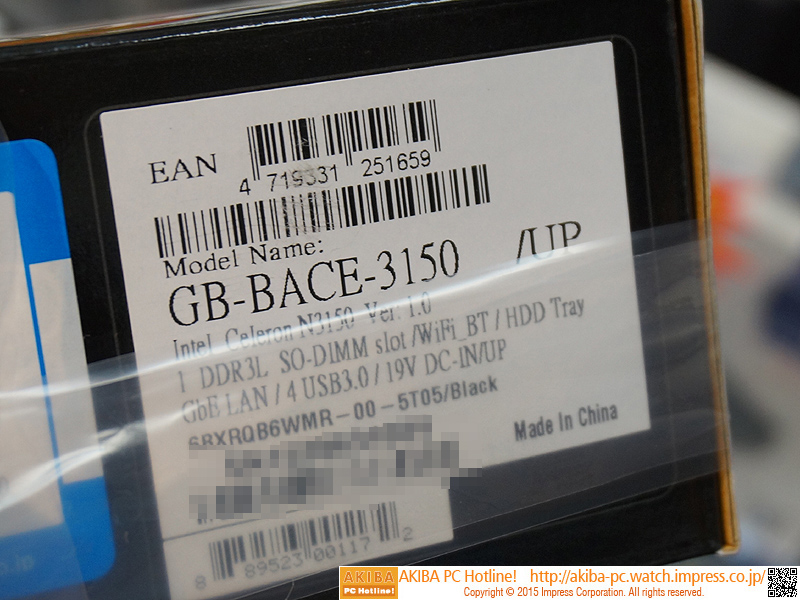 EAN
4 719331 251659
Model Name:
GB-BACE-3150 /UP
Intel Celeron N3150 Ver. 1.0
1 DDR3L SO-DIMM slot /WiFi_BT / HDD Tray
GbE LAN / 4 USB3.0 / 19V DC-IN/UP
6BXRQB6WMR-00-5T05/Black
Made In China
8 89523 00117 2
AKIBA PC Hotline! AKIBA PC Hotline! http://akiba-pc.watch.impress.co.jp/
Copyright © 2015 Impress Corporation. All rights reserved.